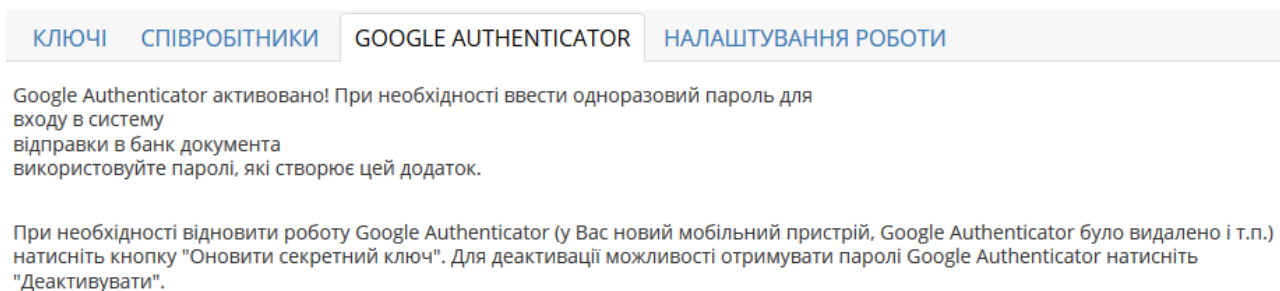 КЛЮЧІ СПІВРОБІТНИКИ GOOGLE AUTHENTICATOR НАЛАШТУВАННЯ РОБОТИ
Google Authenticator активовано! При необхідності ввести одноразовий пароль для
входу в систему
відправки в банк документа
використовуйте паролі, які створює цей додаток.
При необхідності відновити роботу Google Authenticator (у Вас новий мобільний пристрій, Google Authenticator було видалено і т.п.)
натисніть кнопку "Оновити секретний ключ". Для деактивації можливості отримувати паролі Google Authenticator натисніть
"Деактивувати".